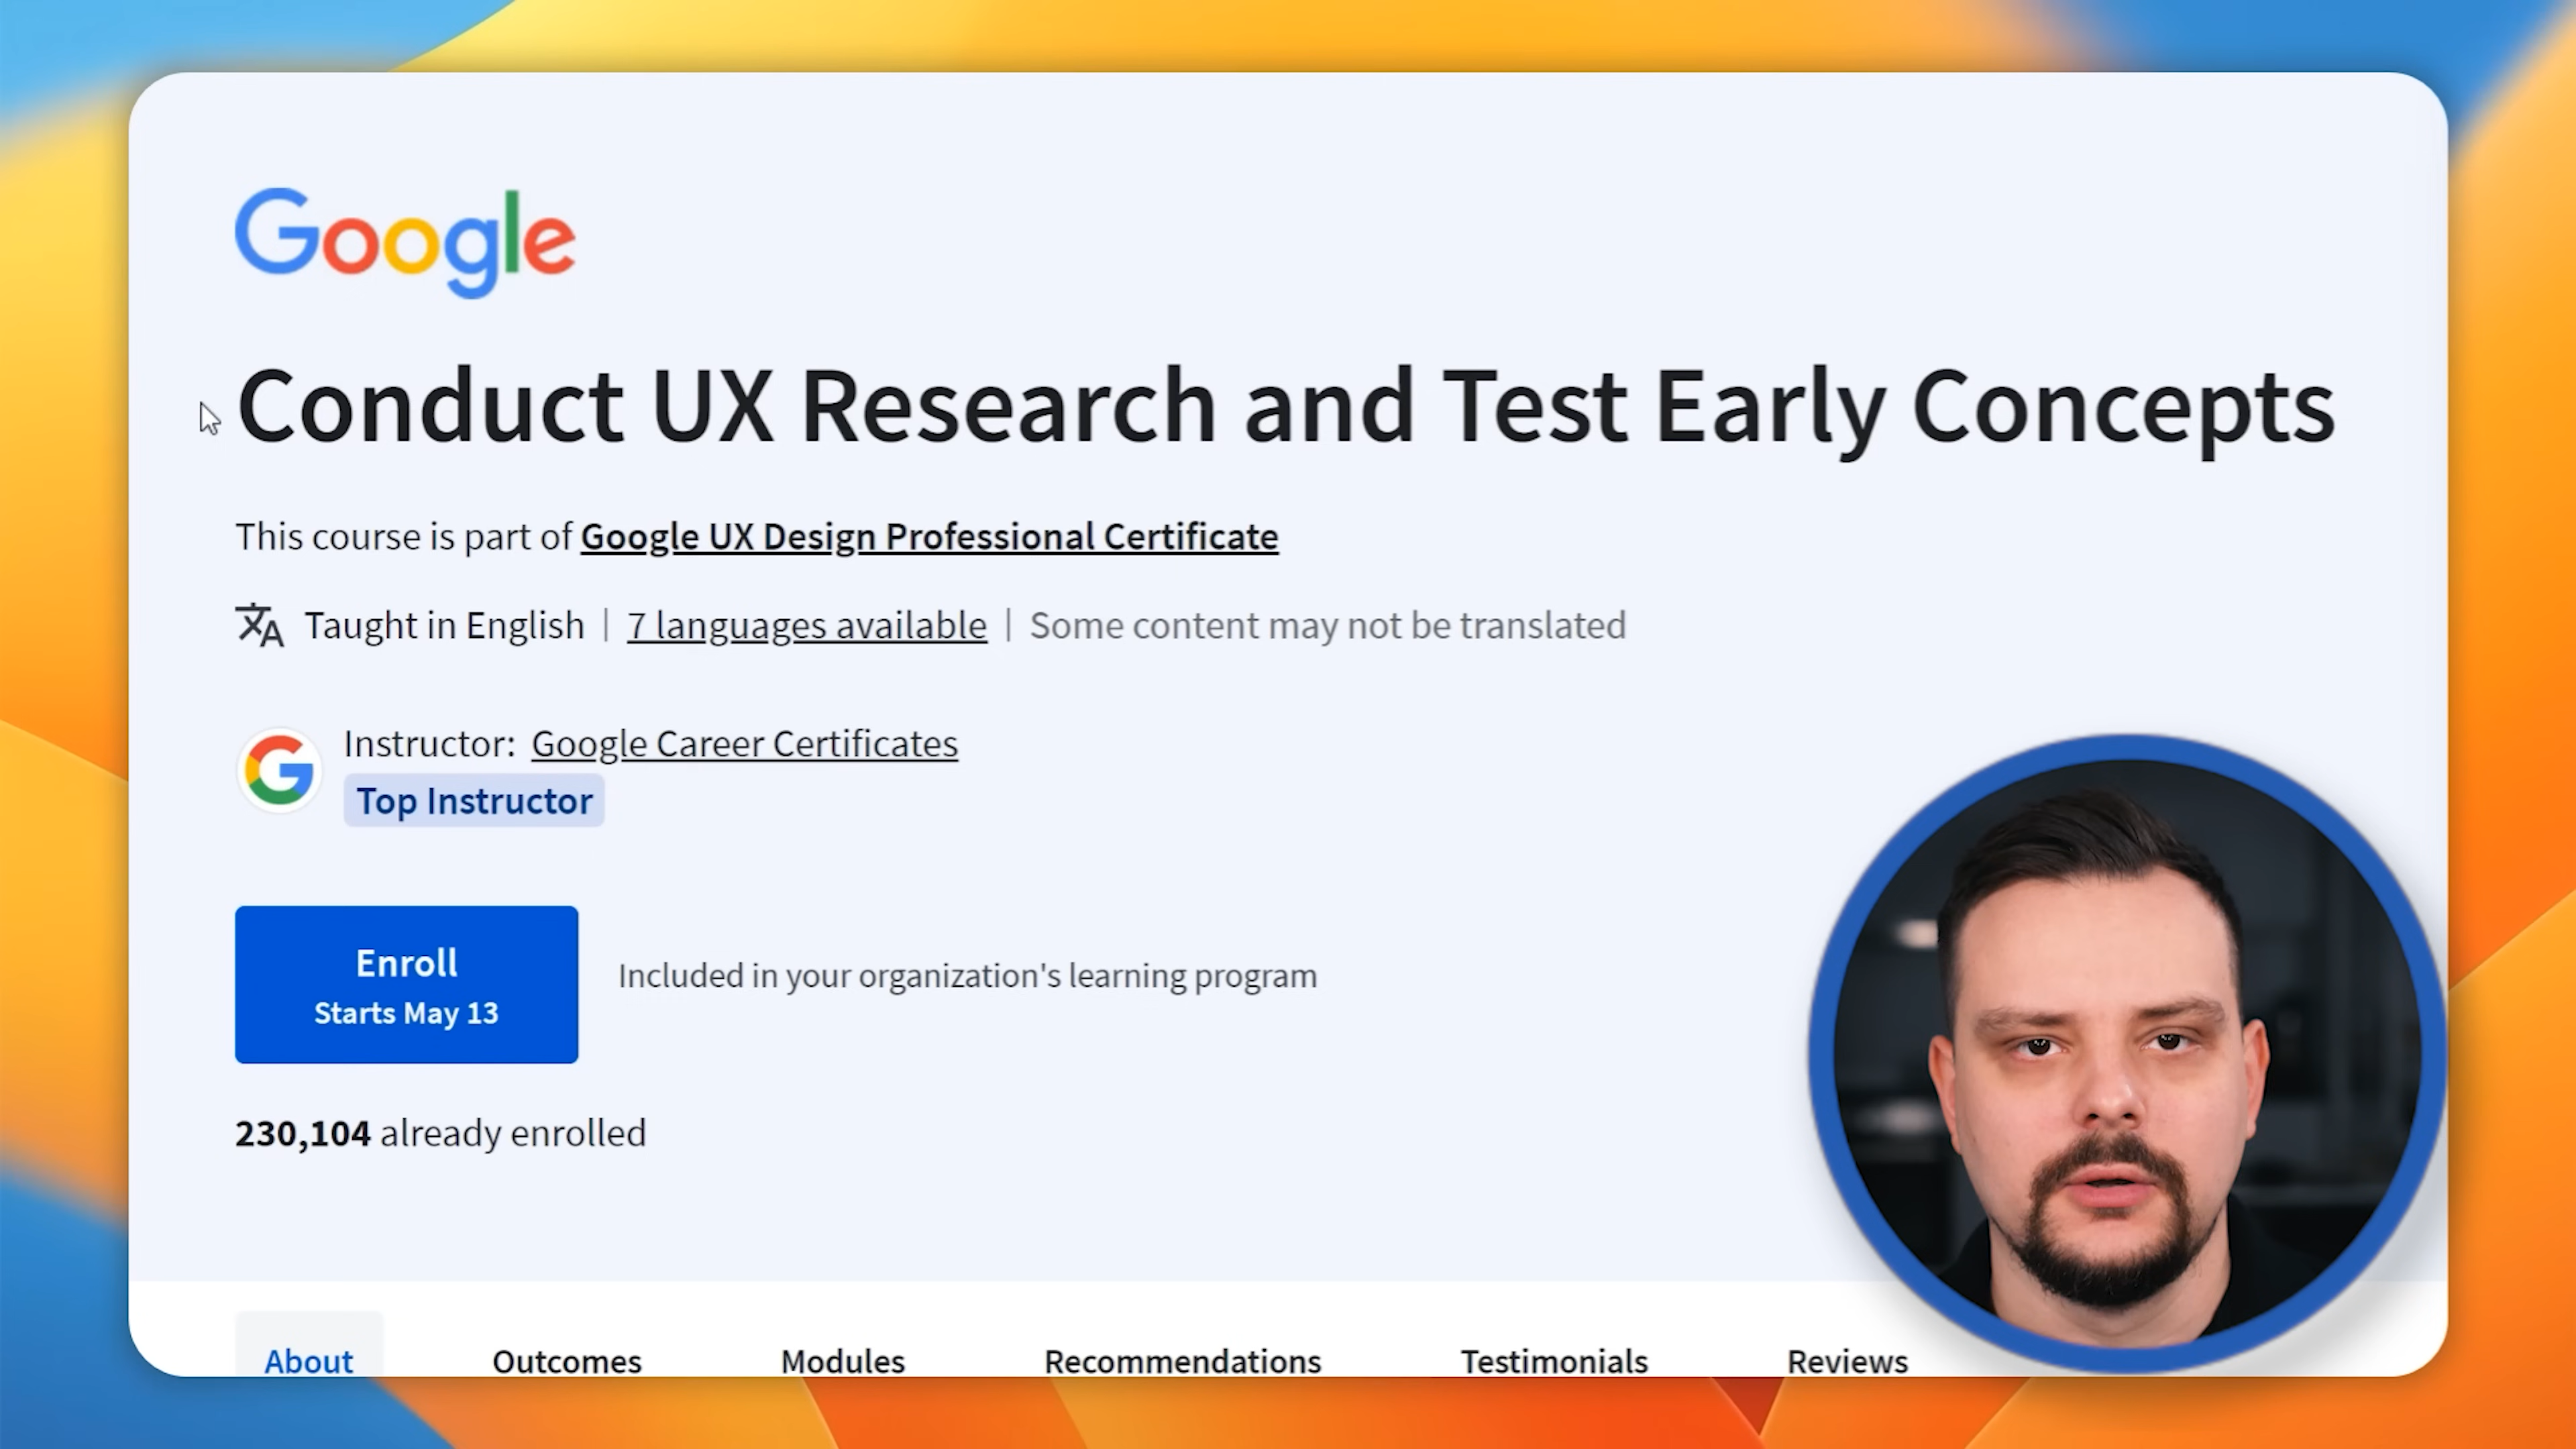 Google
Conduct UX Research and Test Early Concepts
This course is part of Google UX Design Professional Certificate
Taught in English | 7 languages available | Some content may not be translated
Instructor: Google Career Certificates
Top Instructor
Enroll
Starts May 13
Included in your organization's learning program
230,104 already enrolled
About Outcomes Modules Recommendations Testimonials Reviews